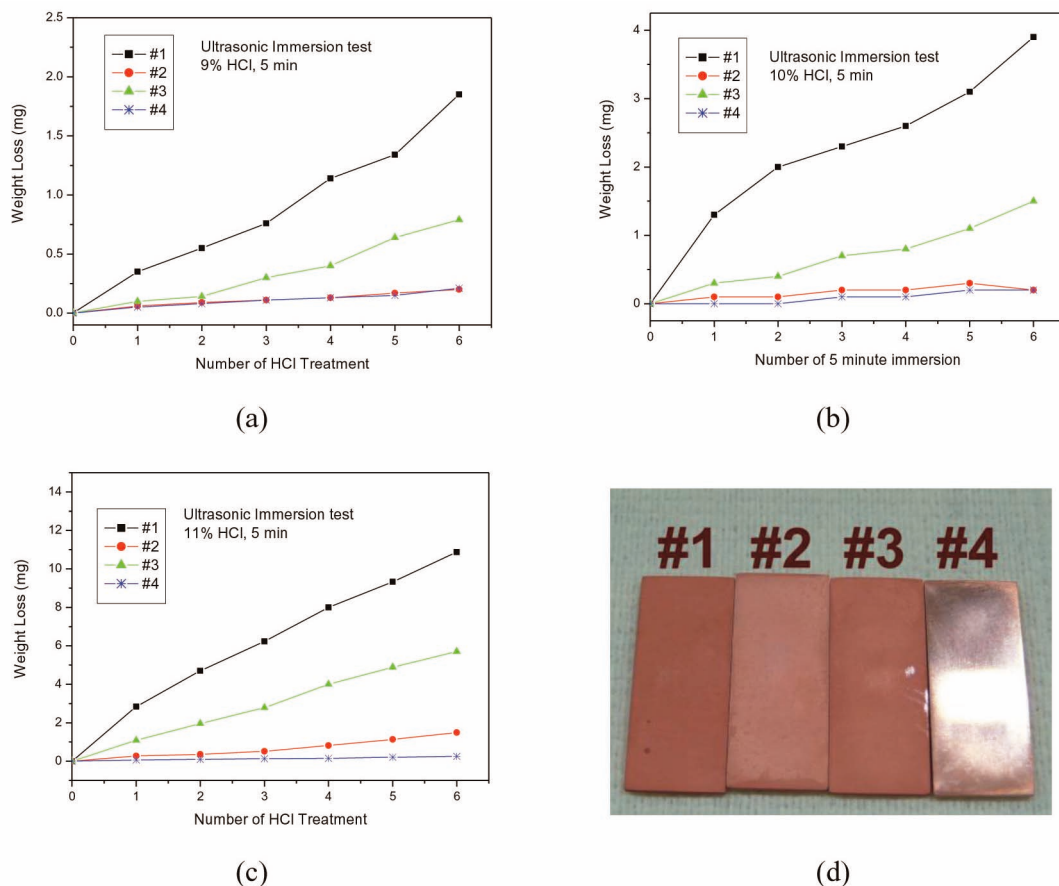 2.5
2.0
1.5
1.0
0.5
0.0
Weight Loss (mg)
#1
#2
#3
#4
Ultrasonic Immersion test
9% HCl, 5 min
0 1 2 3 4 5 6
Number of HCl Treatment
(a)
4
3
2
1
0
Weight Loss (mg)
#1
#2
#3
#4
Ultrasonic Immersion test
10% HCl, 5 min
0 1 2 3 4 5 6
Number of 5 minute immersion
(b)
14
12
10
8
6
4
2
0
Weight Loss (mg)
#1
#2
#3
#4
Ultrasonic Immersion test
11% HCl, 5 min
0 1 2 3 4 5 6
Number of HCl Treatment
(c)
#1 #2 #3 #4
(d)